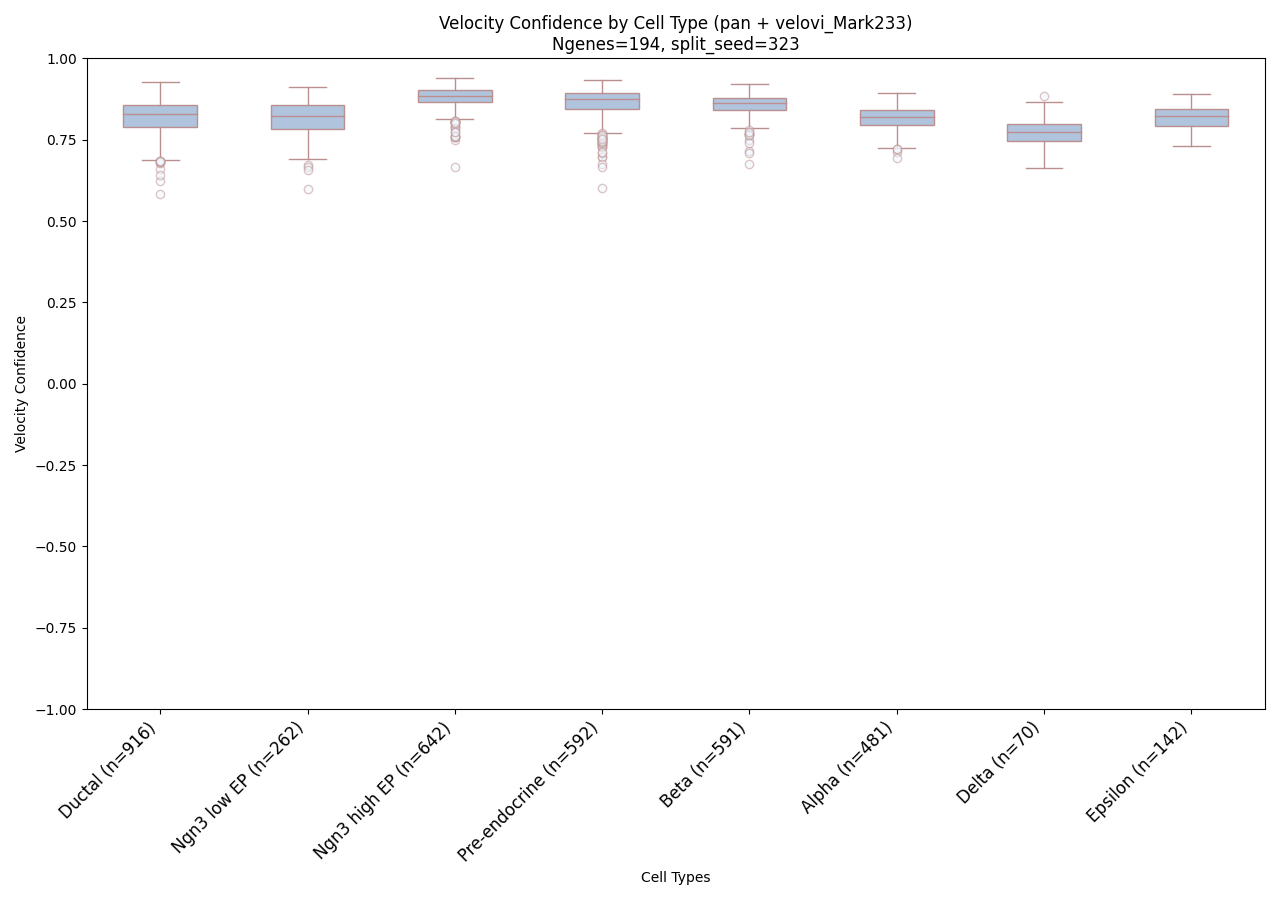 Velocity Confidence by Cell Type (pan + velovi_Mark233)
Ngenes=194, split_seed=323
Velocity Confidence
1.00
0.75
0.50
0.25
0.00
−0.25
−0.50
−0.75
−1.00
Ductal (n=916)
Ngn3 low EP (n=262)
Ngn3 high EP (n=642)
Pre-endocrine (n=592)
Beta (n=591)
Alpha (n=481)
Delta (n=70)
Epsilon (n=142)
Cell Types